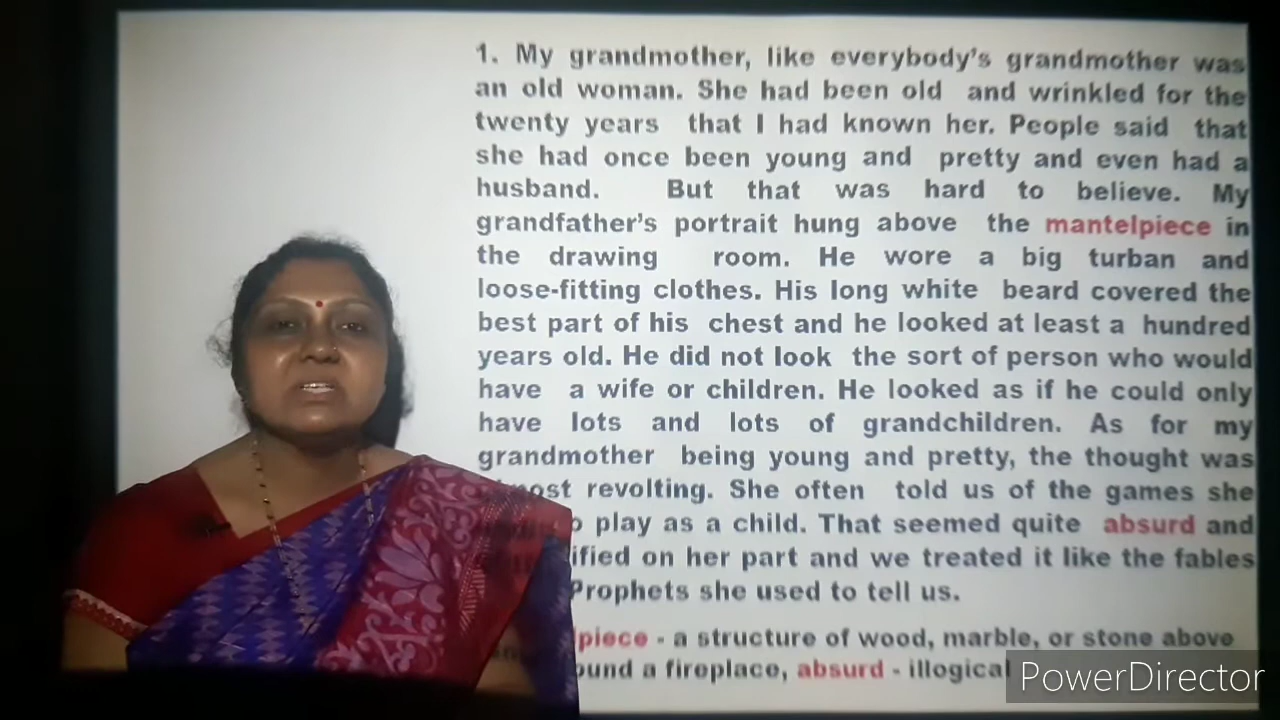 1. My grandmother, like everybody's grandmother was
an old woman. She had been old and wrinkled for the
twenty years that I had known her. People said that
she had once been young and pretty and even had a
husband. But that was hard to believe. My
grandfather's portrait hung above the mantelpiece in
the drawing room. He wore a big turban and
loose-fitting clothes. His long white beard covered the
best part of his chest and he looked at least a hundred
years old. He did not look the sort of person who would
have a wife or children. He looked as if he could only
have lots and lots of grandchildren. As for my
grandmother being young and pretty, the thought was
revolting. She often told us of the games she
play as a child. That seemed quite absurd and
on her part and we treated it like the fables
Prophets she used to tell us.
- a structure of wood, marble, or stone above
a fireplace, absurd - illogical
PowerDirector